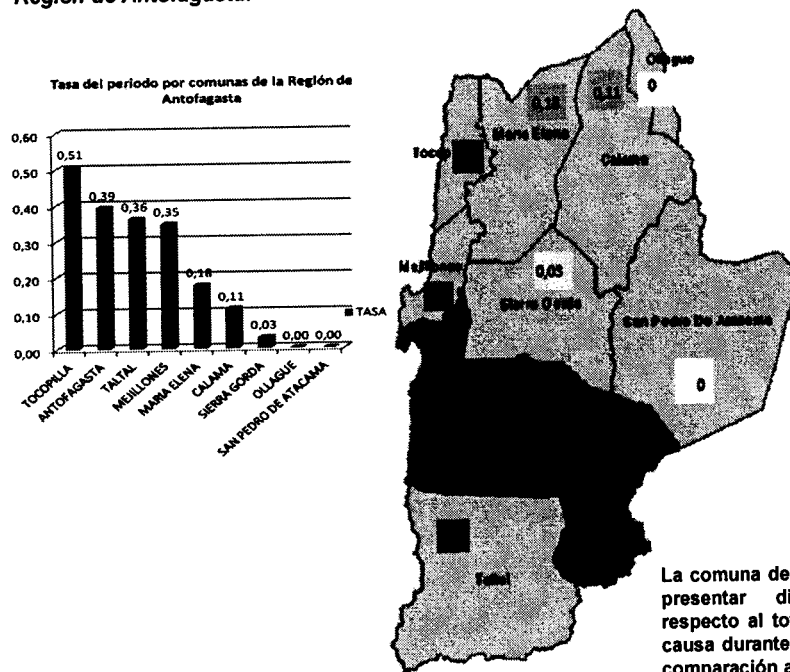 Región de Antofagasta.
Tasa del periodo por comunas de la Región de
Antofagasta
0,60
0,50
0,40
0,30
0,20
0,10
0,00
0,51
0,39
0,36
0,35
0,18
0,11
0,03
0,00
0,00
TASA
TOCOPILLA
ANTOFAGASTA
TALTAL
MEJILLONES
MARIA ELENA
CALAMA
SIERRA GORDA
OLLAGUE
SAN PEDRO DE ATACAMA
0
0,18
0,11
Maria Elena
Calama
0,03
Sierra Gorda
San Pedro De Atacama
0
Taltal
La comuna de
presentar di
respecto al to
causa durante
comparación a